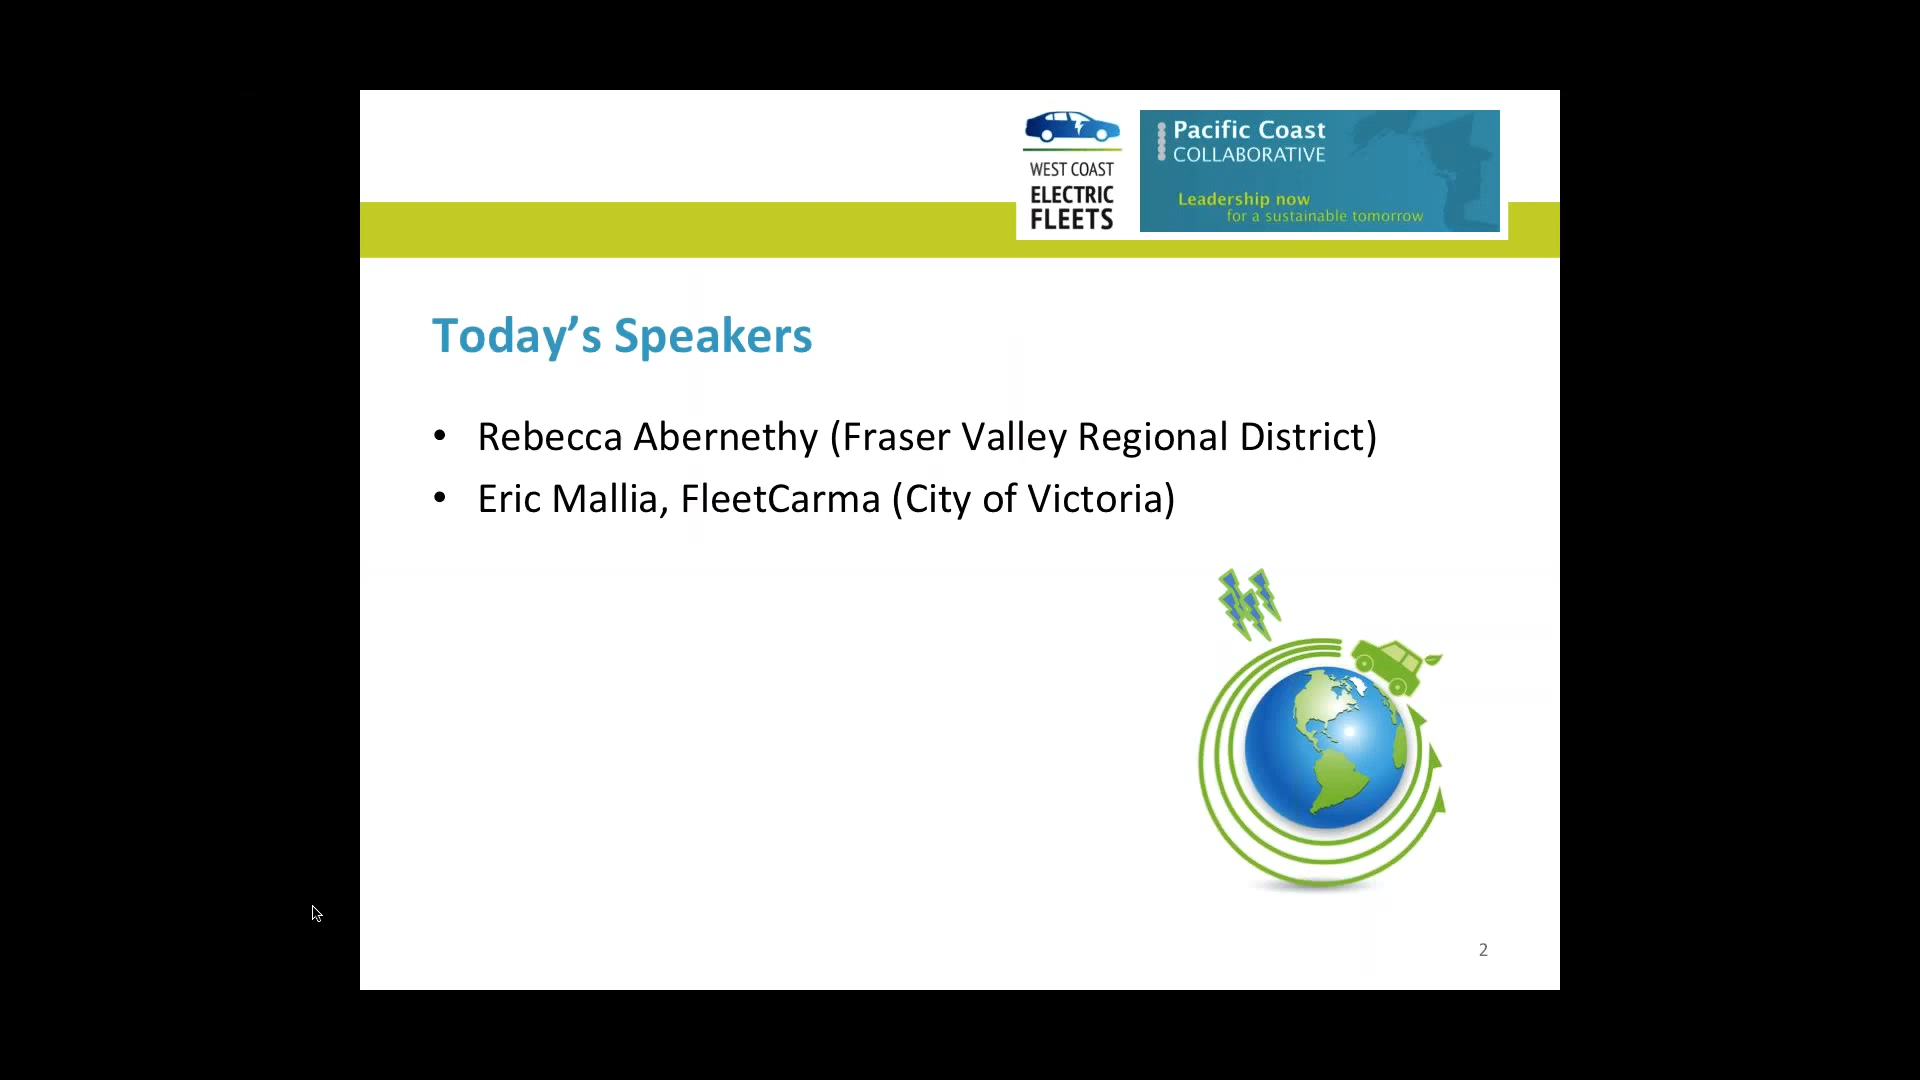 WEST COAST
ELECTRIC
FLEETS
Pacific Coast
COLLABORATIVE
Leadership now
for a sustainable tomorrow
Today’s Speakers
• Rebecca Abernethy (Fraser Valley Regional District)
• Eric Mallia, FleetCarma (City of Victoria)
2